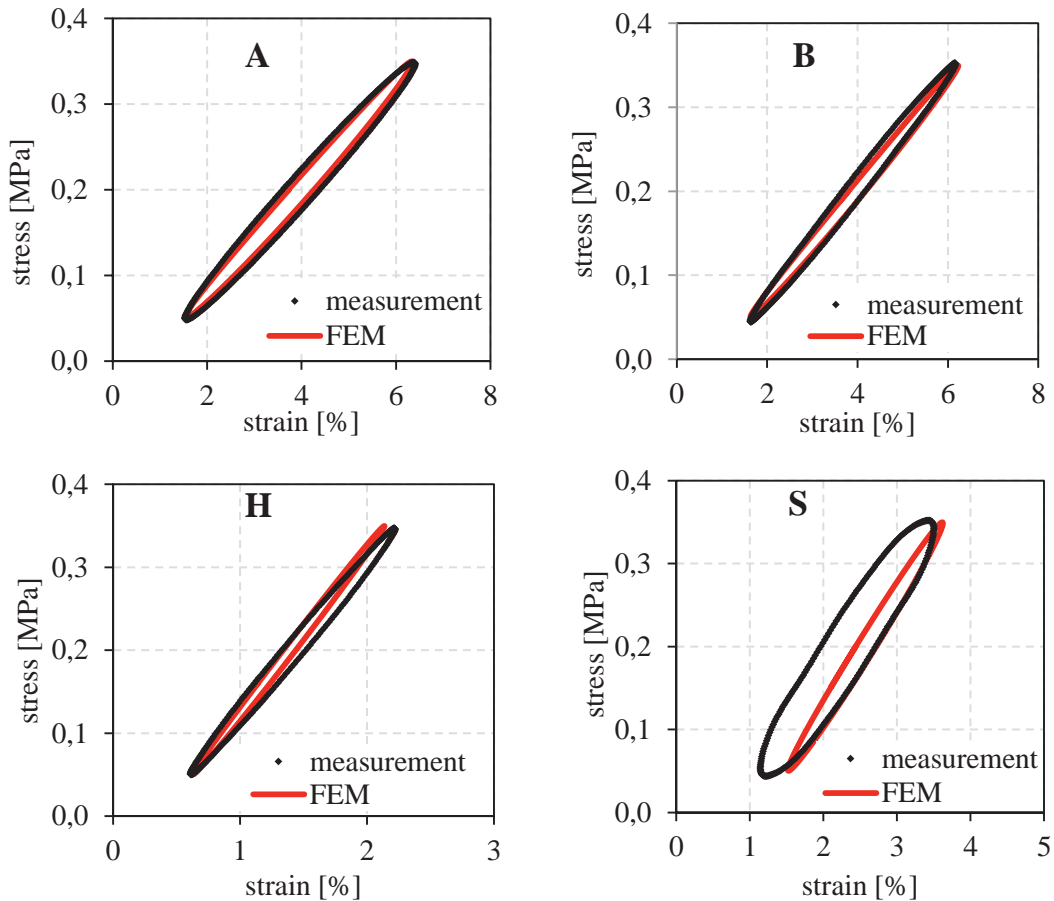 A
stress [MPa]
0,4
0,3
0,2
0,1
0,0
measurement
FEM
0 2 4 6 8
strain [%]
B
stress [MPa]
0,4
0,3
0,2
0,1
0,0
measurement
FEM
0 2 4 6 8
strain [%]
H
stress [MPa]
0,4
0,3
0,2
0,1
0,0
measurement
FEM
0 1 2 3
strain [%]
S
stress [MPa]
0,4
0,3
0,2
0,1
0,0
measurement
FEM
0 1 2 3 4 5
strain [%]